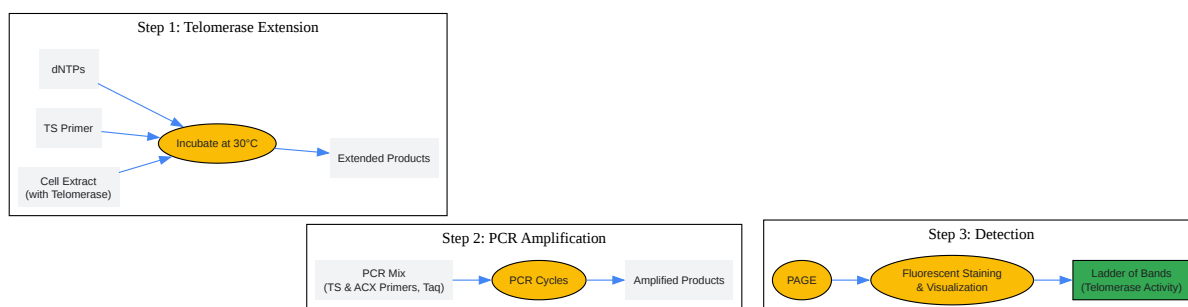 Step 1: Telomerase Extension
dNTPs
TS Primer
Cell Extract
(with Telomerase)
Incubate at 30°C
Extended Products
Step 2: PCR Amplification
PCR Mix
(TS & ACX Primers, Taq)
PCR Cycles
Amplified Products
Step 3: Detection
PAGE
Fluorescent Staining
& Visualization
Ladder of Bands
(Telomerase Activity)